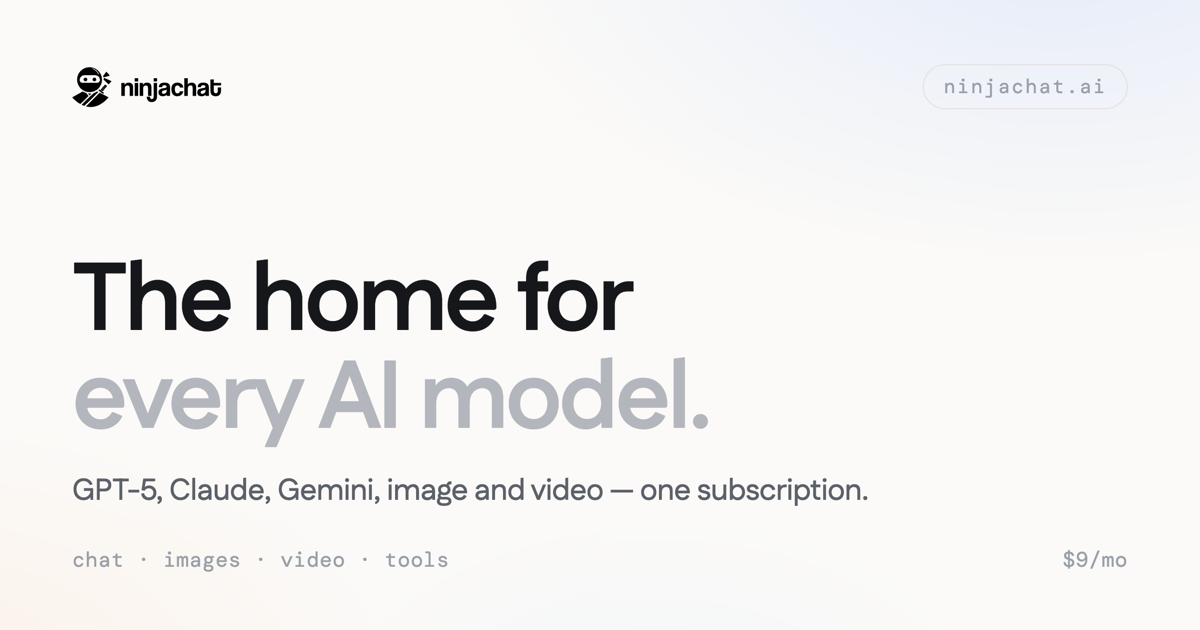 ninjachat
ninjachat.ai
The home for
every AI model.
GPT-5, Claude, Gemini, image and video — one subscription.
chat · images · video · tools
$9/mo